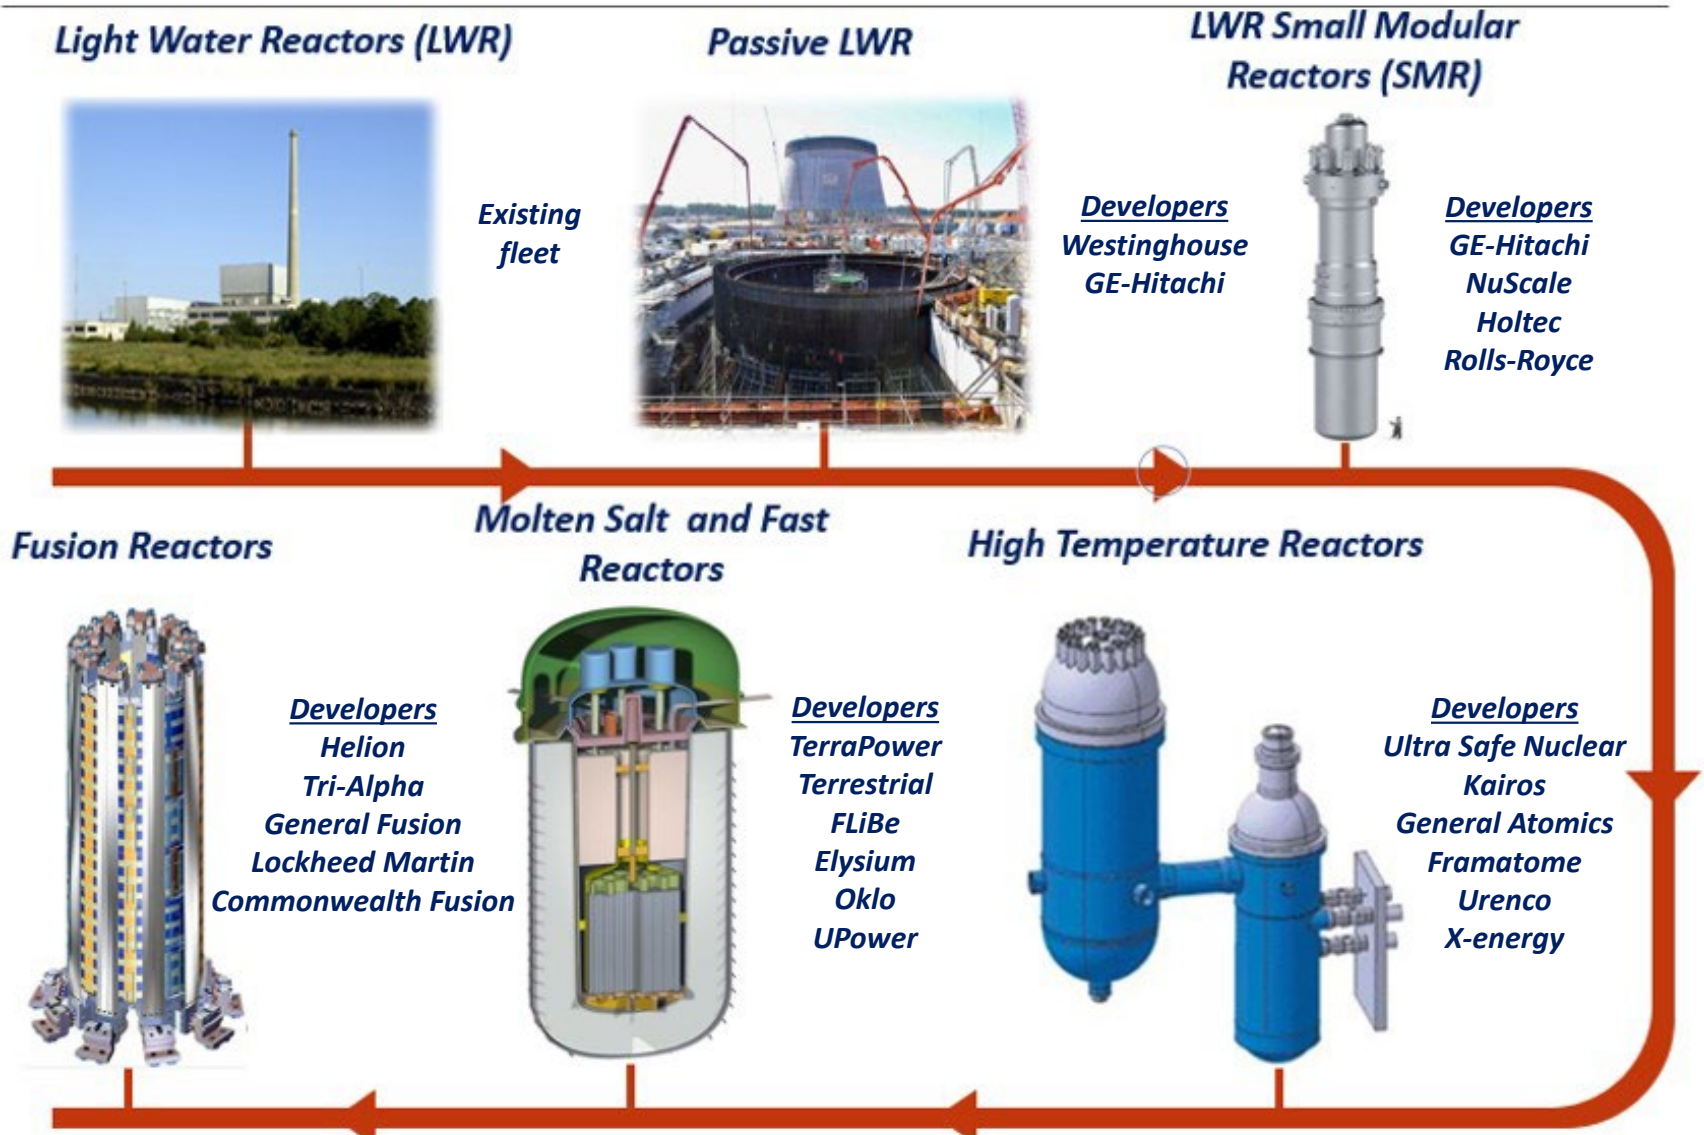 Light Water Reactors (LWR)
Existing
fleet
Passive LWR
Developers
Westinghouse
GE-Hitachi
LWR Small Modular
Reactors (SMR)
Developers
GE-Hitachi
NuScale
Holtec
Rolls-Royce
High Temperature Reactors
Developers
Ultra Safe Nuclear
Kairos
General Atomics
Framatome
Urenco
X-energy
Molten Salt and Fast
Reactors
Developers
TerraPower
Terrestrial
FLiBe
Elysium
Oklo
UPower
Fusion Reactors
Developers
Helion
Tri-Alpha
General Fusion
Lockheed Martin
Commonwealth Fusion